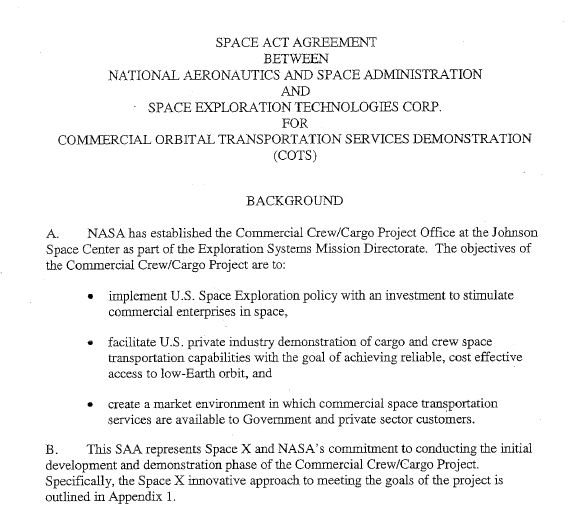 SPACE ACT AGREEMENT
BETWEEN
NATIONAL AERONAUTICS AND SPACE ADMINISTRATION
AND
SPACE EXPLORATION TECHNOLOGIES CORP.
FOR
COMMERCIAL ORBITAL TRANSPORTATION SERVICES DEMONSTRATION
(COTS)
BACKGROUND
A. NASA has established the Commercial Crew/Cargo Project Office at the Johnson
Space Center as part of the Exploration Systems Mission Directorate. The objectives of
the Commercial Crew/Cargo Project are to:
• implement U.S. Space Exploration policy with an investment to stimulate
commercial enterprises in space,
• facilitate U.S. private industry demonstration of cargo and crew space
transportation capabilities with the goal of achieving reliable, cost effective
access to low-Earth orbit, and
• create a market environment in which commercial space transportation
services are available to Government and private sector customers.
B. This SAA represents Space X and NASA's commitment to conducting the initial
development and demonstration phase of the Commercial Crew/Cargo Project.
Specifically, the Space X innovative approach to meeting the goals of the project is
outlined in Appendix 1.